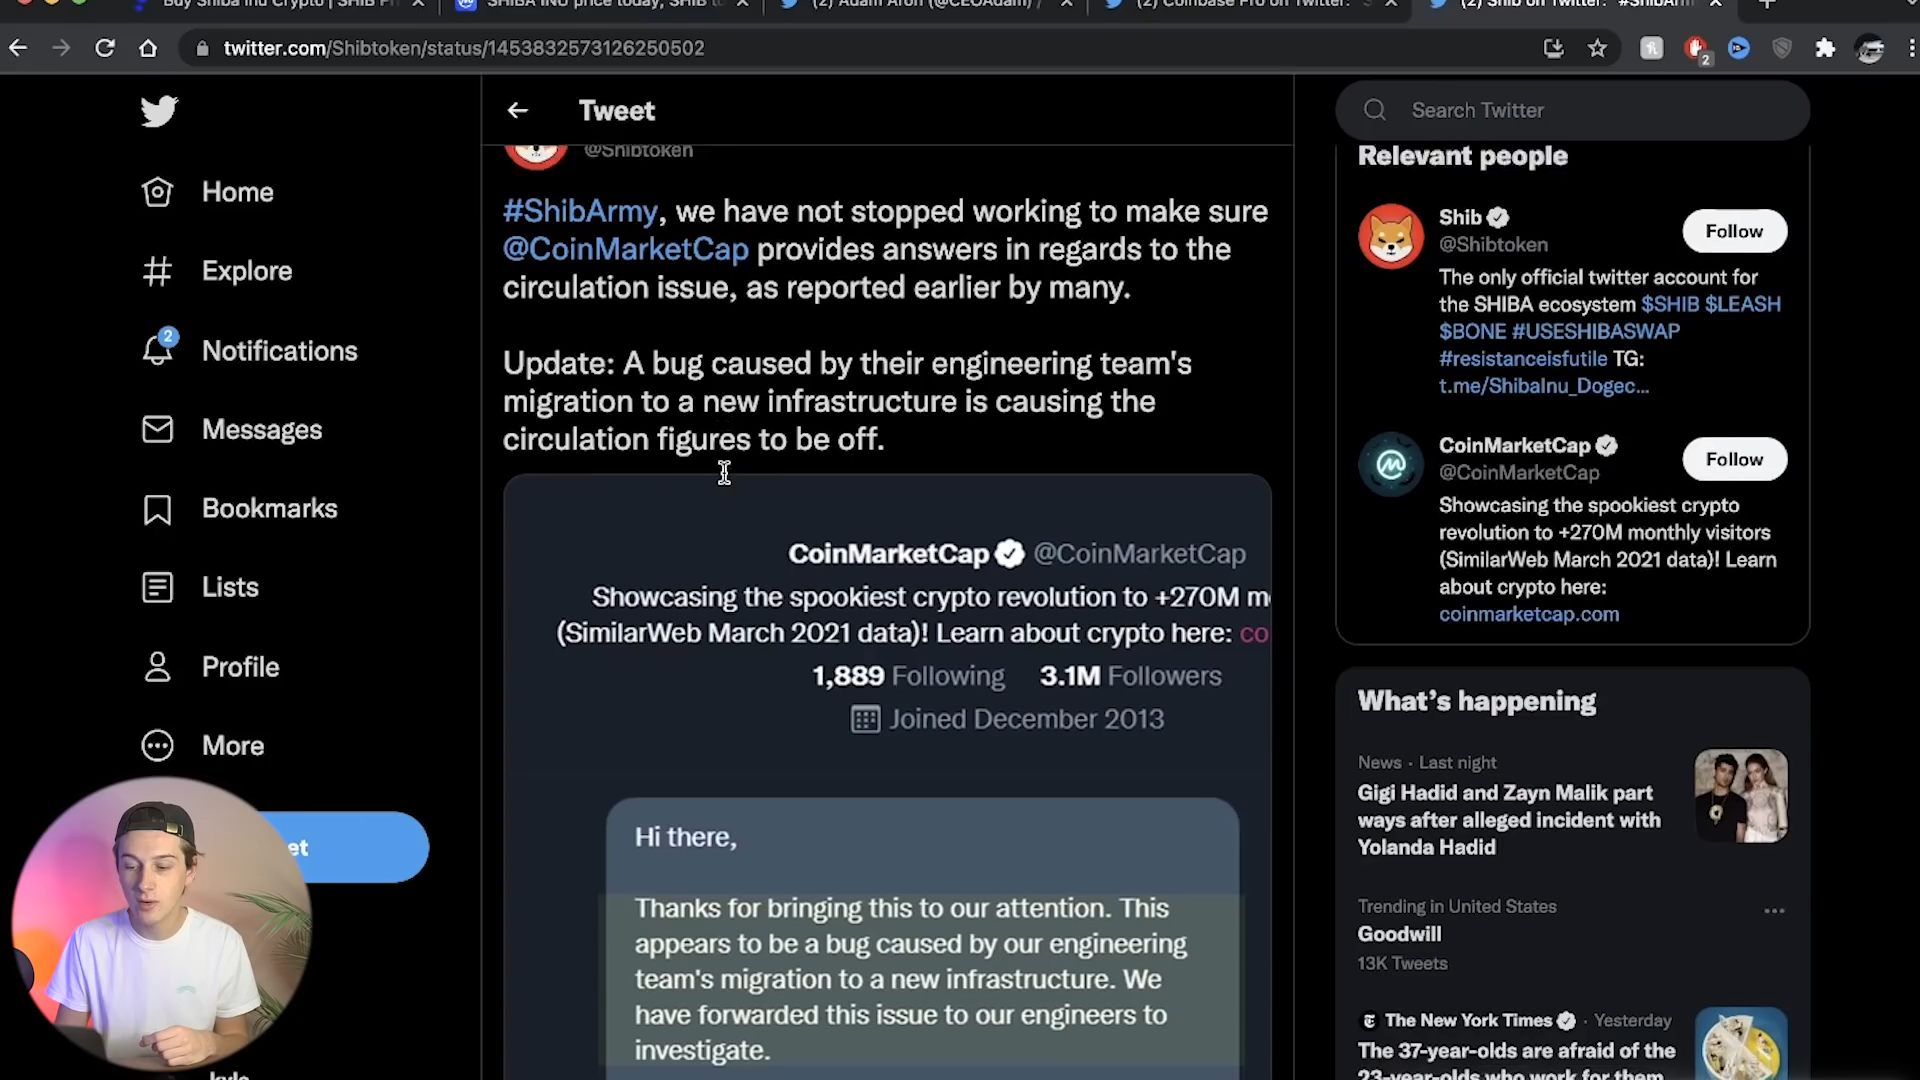 Buy Shiba Inu Crypto | SHIB
SHIBA INU price today, SHIB to
(2) Adam Aron (@CEOAdam) /
(2) Coinbase Pro on Twitter:
(2) Shib on Twitter: "#ShibArm
twitter.com/Shibtoken/status/1453832573126250502
2
Tweet
Search Twitter
@Shibtoken
Home
Explore
2
Notifications
Messages
Bookmarks
Lists
Profile
More
et
kyle
#ShibArmy, we have not stopped working to make sure
@CoinMarketCap provides answers in regards to the
circulation issue, as reported earlier by many.
Update: A bug caused by their engineering team's
migration to a new infrastructure is causing the
circulation figures to be off.
CoinMarketCap @CoinMarketCap
Showcasing the spookiest crypto revolution to +270M m
(SimilarWeb March 2021 data)! Learn about crypto here: co
1,889 Following 3.1M Followers
Joined December 2013
Hi there,
Thanks for bringing this to our attention. This
appears to be a bug caused by our engineering
team's migration to a new infrastructure. We
have forwarded this issue to our engineers to
investigate.
Relevant people
Shib
@Shibtoken
Follow
The only official twitter account for
the SHIBA ecosystem $SHIB $LEASH
$BONE #USESHIBASWAP
#resistanceisfutile TG:
t.me/ShibaInu_Dogec...
CoinMarketCap
@CoinMarketCap
Follow
Showcasing the spookiest crypto
revolution to +270M monthly visitors
(SimilarWeb March 2021 data)! Learn
about crypto here:
coinmarketcap.com
What's happening
News · Last night
Gigi Hadid and Zayn Malik part
ways after alleged incident with
Yolanda Hadid
Trending in United States
Goodwill
13K Tweets
The New York Times · Yesterday
The 37-year-olds are afraid of the
23-year-olds who work for them